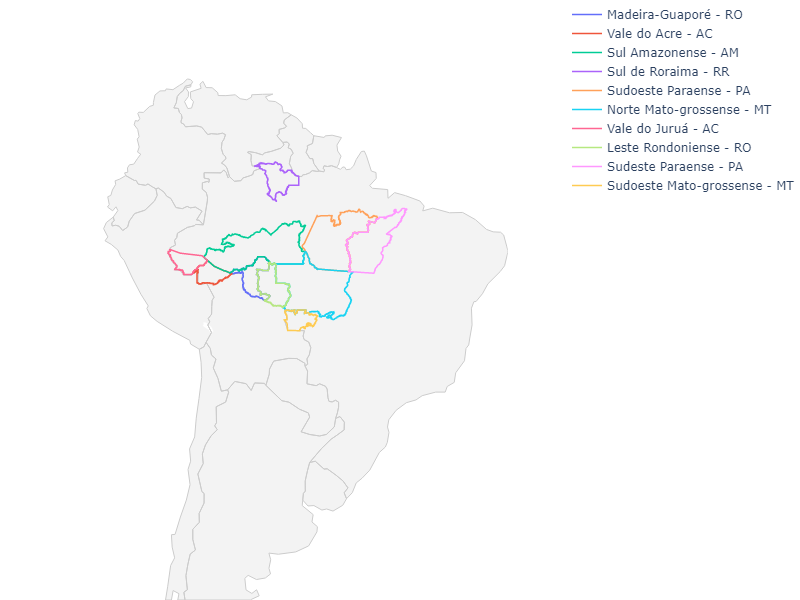 Madeira-Guaporé - RO
Vale do Acre - AC
Sul Amazonense - AM
Sul de Roraima - RR
Sudoeste Paraense - PA
Norte Mato-grossense - MT
Vale do Juruá - AC
Leste Rondoniense - RO
Sudeste Paraense - PA
Sudoeste Mato-grossense - MT